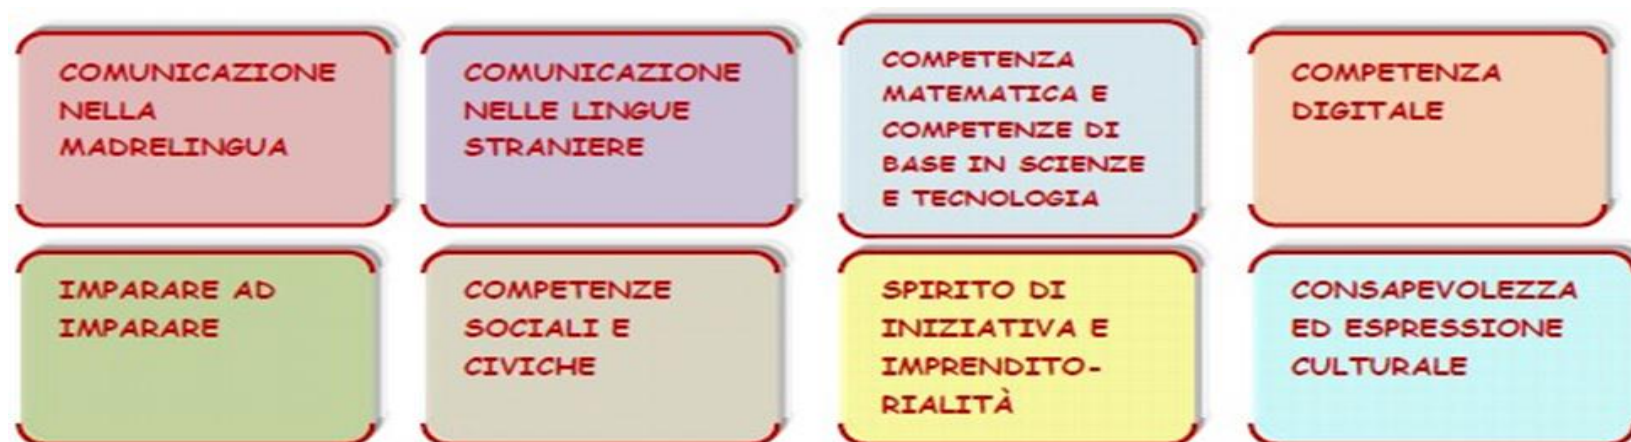 COMUNICAZIONE
NELLA
MADRELINGUA
COMUNICAZIONE
NELLE LINGUE
STRANIERE
COMPETENZA
MATEMATICA E
COMPETENZE DI
BASE IN SCIENZE
E TECNOLOGIA
COMPETENZA
DIGITALE
IMPARARE AD
IMPARARE
COMPETENZE
SOCIALI E
CIVICHE
SPIRITO DI
INIZIATIVA E
IMPRENDITO-
RIALITÀ
CONSAPEVOLEZZA
ED ESPRESSIONE
CULTURALE